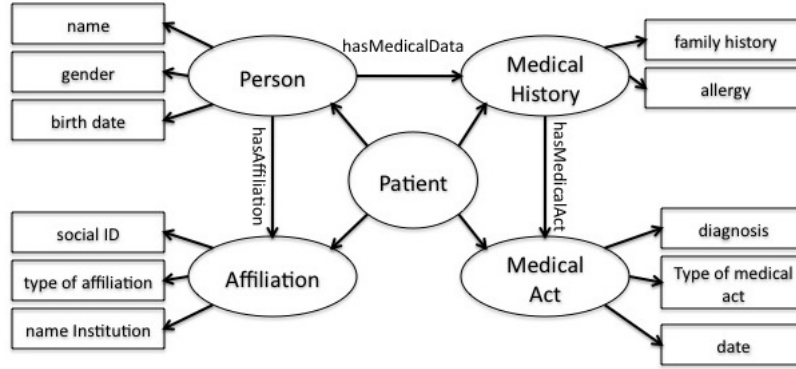 name
gender
birth date
Person
hasMedicalData
Medical
History
family history
allergy
hasAffiliation
Patient
hasMedicalAct
social ID
type of affiliation
name Institution
Affiliation
Medical
Act
diagnosis
Type of medical
act
date